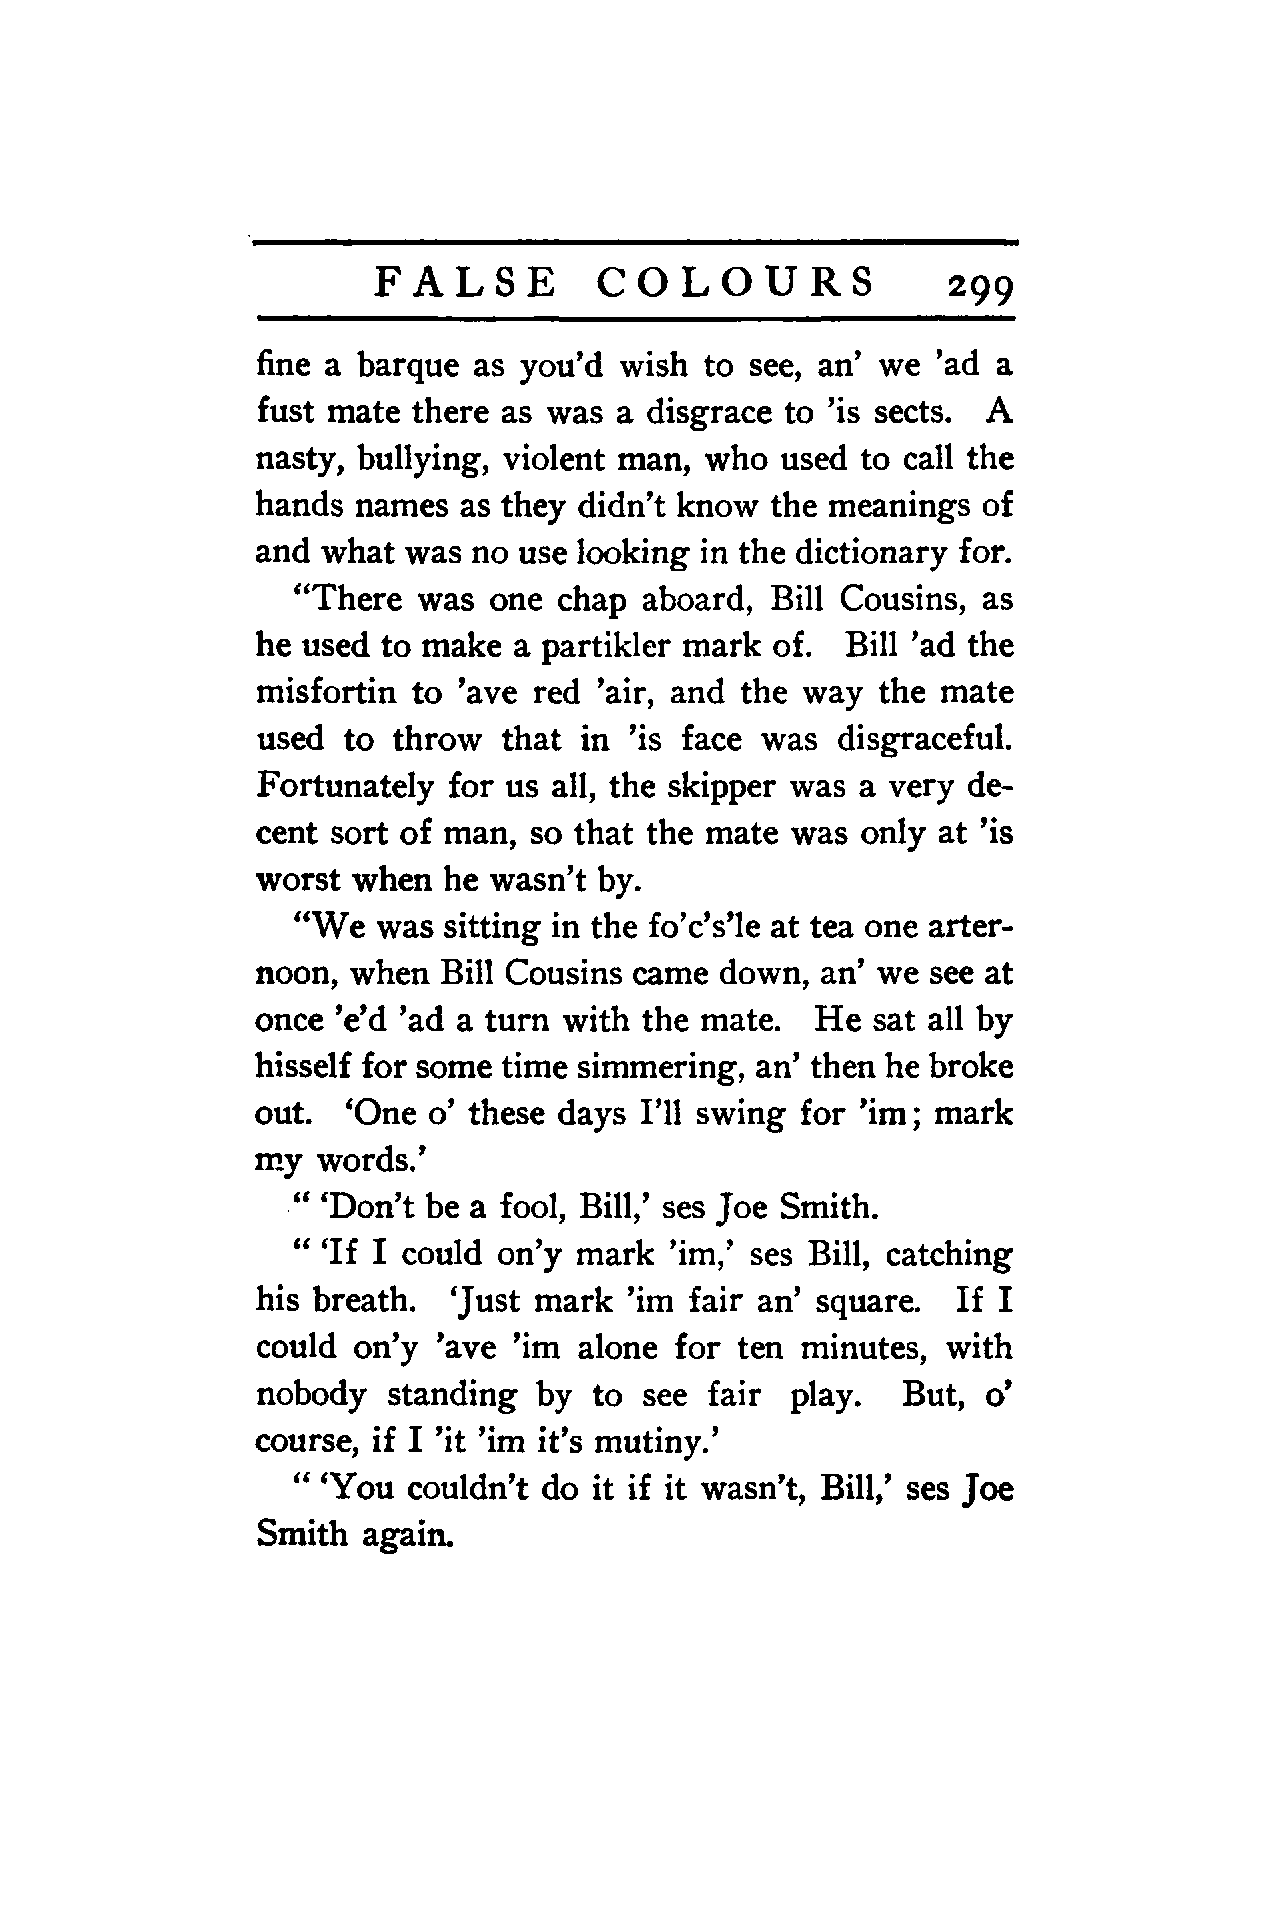 FALSE COLOURS 299
fine a barque as you'd wish to see, an' we 'ad a
fust mate there as was a disgrace to 'is sects. A
nasty, bullying, violent man, who used to call the
hands names as they didn't know the meanings of
and what was no use looking in the dictionary for.
"There was one chap aboard, Bill Cousins, as
he used to make a partikler mark of. Bill 'ad the
misfortin to 'ave red 'air, and the way the mate
used to throw that in 'is face was disgraceful.
Fortunately for us all, the skipper was a very de-
cent sort of man, so that the mate was only at 'is
worst when he wasn't by.
"We was sitting in the fo'c's'le at tea one arter-
noon, when Bill Cousins came down, an' we see at
once 'e'd 'ad a turn with the mate. He sat all by
hisself for some time simmering, an' then he broke
out. 'One o' these days I'll swing for 'im; mark
my words.'
" 'Don't be a fool, Bill,' ses Joe Smith.
" 'If I could on'y mark 'im,' ses Bill, catching
his breath. 'Just mark 'im fair an' square. If I
could on'y 'ave 'im alone for ten minutes, with
nobody standing by to see fair play. But, o'
course, if I 'it 'im it's mutiny.'
" 'You couldn't do it if it wasn't, Bill,' ses Joe
Smith again.